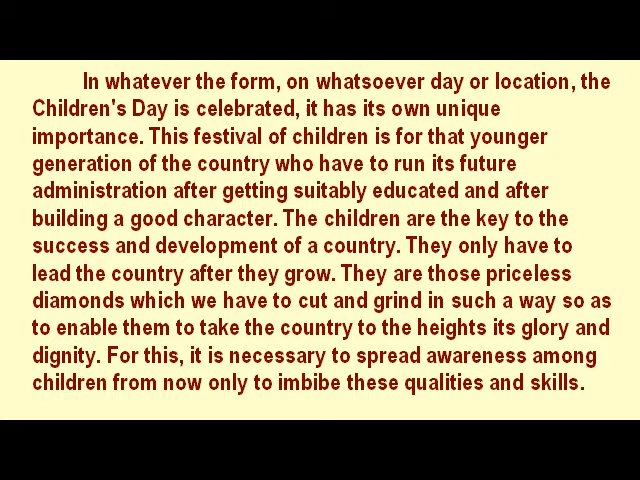 In whatever the form, on whatsoever day or location, the
Children's Day is celebrated, it has its own unique
importance. This festival of children is for that younger
generation of the country who have to run its future
administration after getting suitably educated and after
building a good character. The children are the key to the
success and development of a country. They only have to
lead the country after they grow. They are those priceless
diamonds which we have to cut and grind in such a way so as
to enable them to take the country to the heights its glory and
dignity. For this, it is necessary to spread awareness among
children from now only to imbibe these qualities and skills.